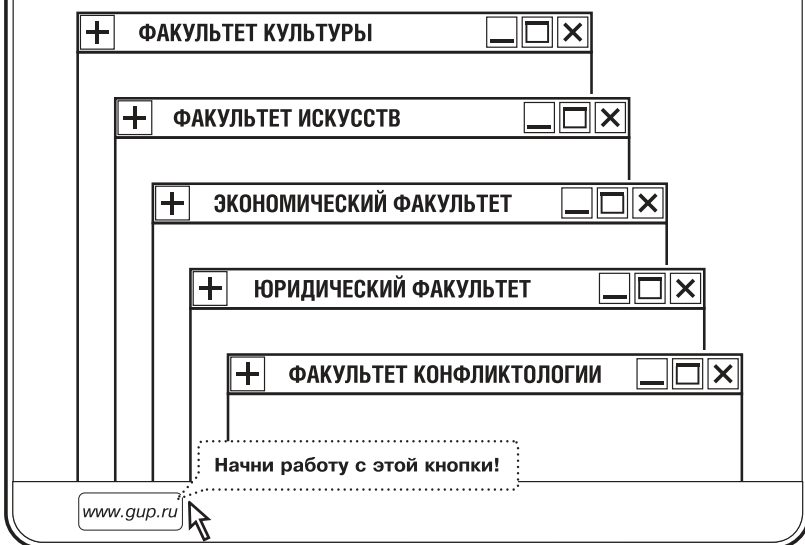 ФАКУЛЬТЕТ КУЛЬТУРЫ
ФАКУЛЬТЕТ ИСКУССТВ
ЭКОНОМИЧЕСКИЙ ФАКУЛЬТЕТ
ЮРИДИЧЕСКИЙ ФАКУЛЬТЕТ
ФАКУЛЬТЕТ КОНФЛИКТОЛОГИИ
Начни работу с этой кнопки!
www.gup.ru